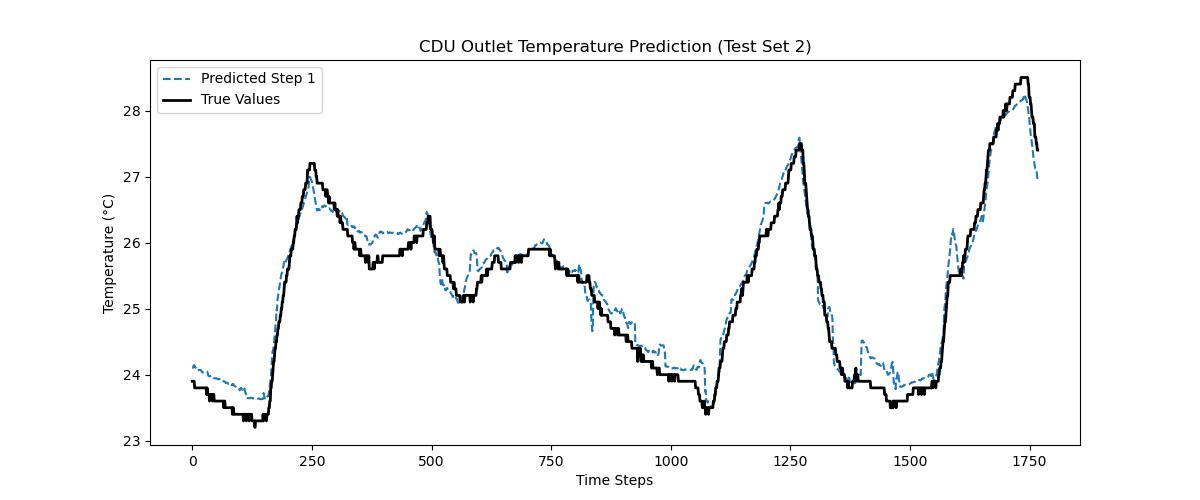 CDU Outlet Temperature Prediction (Test Set 2)
Predicted Step 1
True Values
Temperature (°C)
28
27
26
25
24
23
0 250 500 750 1000 1250 1500 1750
Time Steps